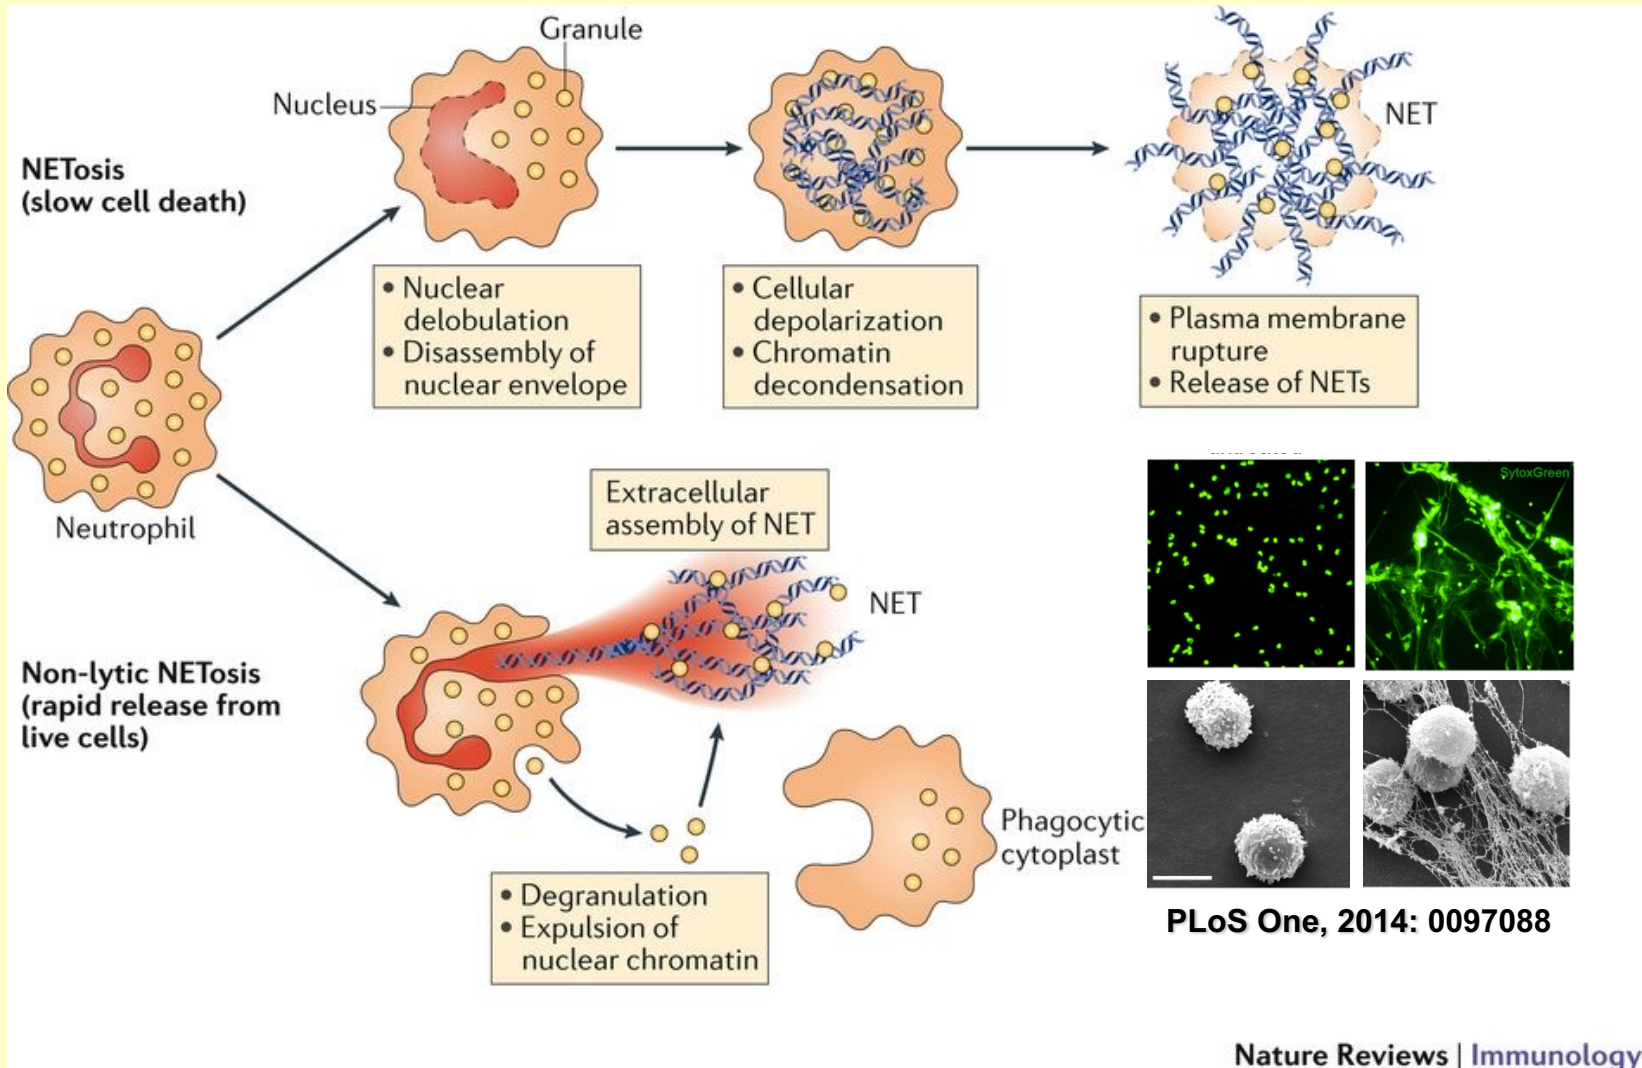 Granule
Nucleus
NET
NETosis
(slow cell death)
• Nuclear
delobulation
• Disassembly of
nuclear envelope
• Cellular
depolarization
• Chromatin
decondensation
• Plasma membrane
rupture
• Release of NETs
Neutrophil
Extracellular
assembly of NET
NET
Non-lytic NETosis
(rapid release from
live cells)
Phagocytic
cytoplast
• Degranulation
• Expulsion of
nuclear chromatin
SytoxGreen
PLoS One, 2014: 0097088
Nature Reviews | Immunology